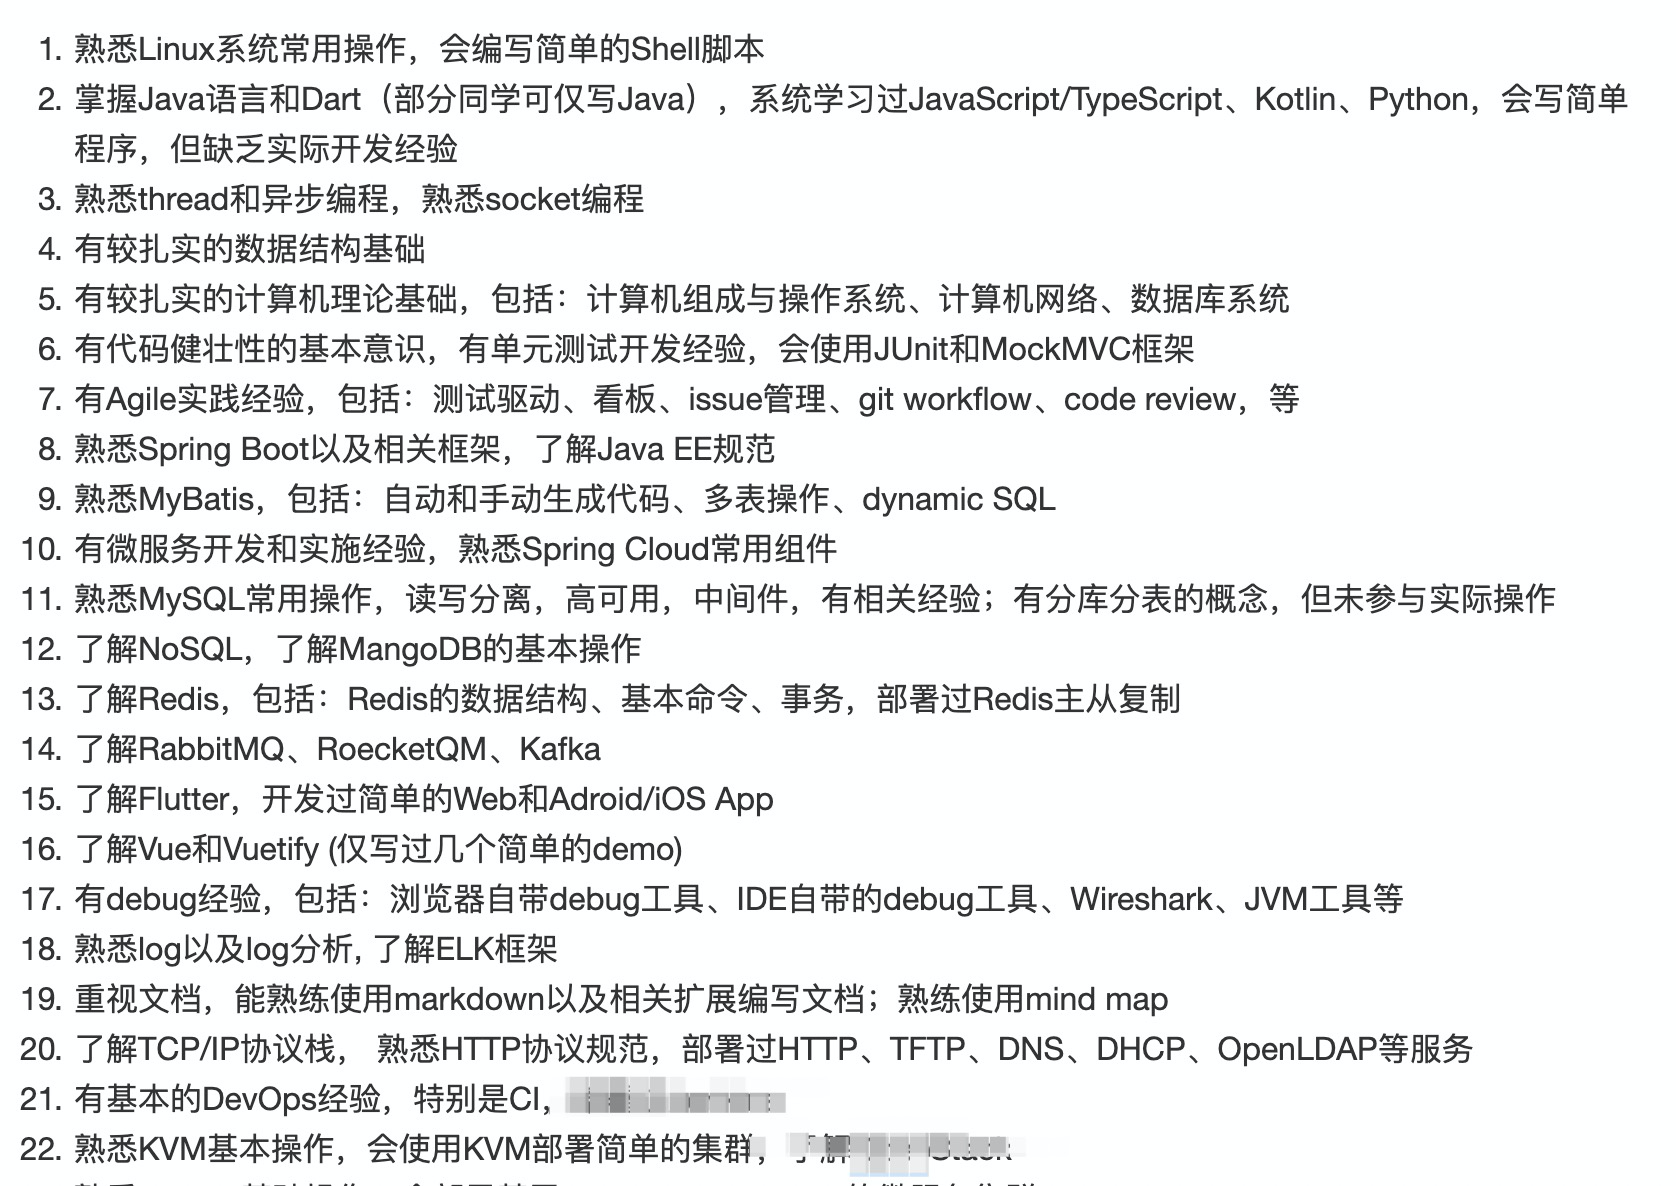 1. 熟悉Linux系统常用操作，会编写简单的Shell脚本
2. 掌握Java语言和Dart（部分同学可仅写Java），系统学习过JavaScript/TypeScript、Kotlin、Python，会写简单
程序，但缺乏实际开发经验
3. 熟悉thread和异步编程，熟悉socket编程
4. 有较扎实的数据结构基础
5. 有较扎实的计算机理论基础，包括：计算机组成与操作系统、计算机网络、数据库系统
6. 有代码健壮性的基本意识，有单元测试开发经验，会使用JUnit和MockMVC框架
7. 有Agile实践经验，包括：测试驱动、看板、issue管理、git workflow、code review，等
8. 熟悉Spring Boot以及相关框架，了解Java EE规范
9. 熟悉MyBatis，包括：自动和手动生成代码、多表操作、dynamic SQL
10. 有微服务开发和实施经验，熟悉Spring Cloud常用组件
11. 熟悉MySQL常用操作，读写分离，高可用，中间件，有相关经验；有分库分表的概念，但未参与实际操作
12. 了解NoSQL，了解MangoDB的基本操作
13. 了解Redis，包括：Redis的数据结构、基本命令、事务，部署过Redis主从复制
14. 了解RabbitMQ、RoecketQM、Kafka
15. 了解Flutter，开发过简单的Web和Adroid/iOS App
16. 了解Vue和Vuetify (仅写过几个简单的demo)
17. 有debug经验，包括：浏览器自带debug工具、IDE自带的debug工具、Wireshark、JVM工具等
18. 熟悉log以及log分析, 了解ELK框架
19. 重视文档，能熟练使用markdown以及相关扩展编写文档；熟练使用mind map
20. 了解TCP/IP协议栈， 熟悉HTTP协议规范，部署过HTTP、TFTP、DNS、DHCP、OpenLDAP等服务
21. 有基本的DevOps经验，特别是CI，
22. 熟悉KVM基本操作，会使用KVM部署简单的集群，